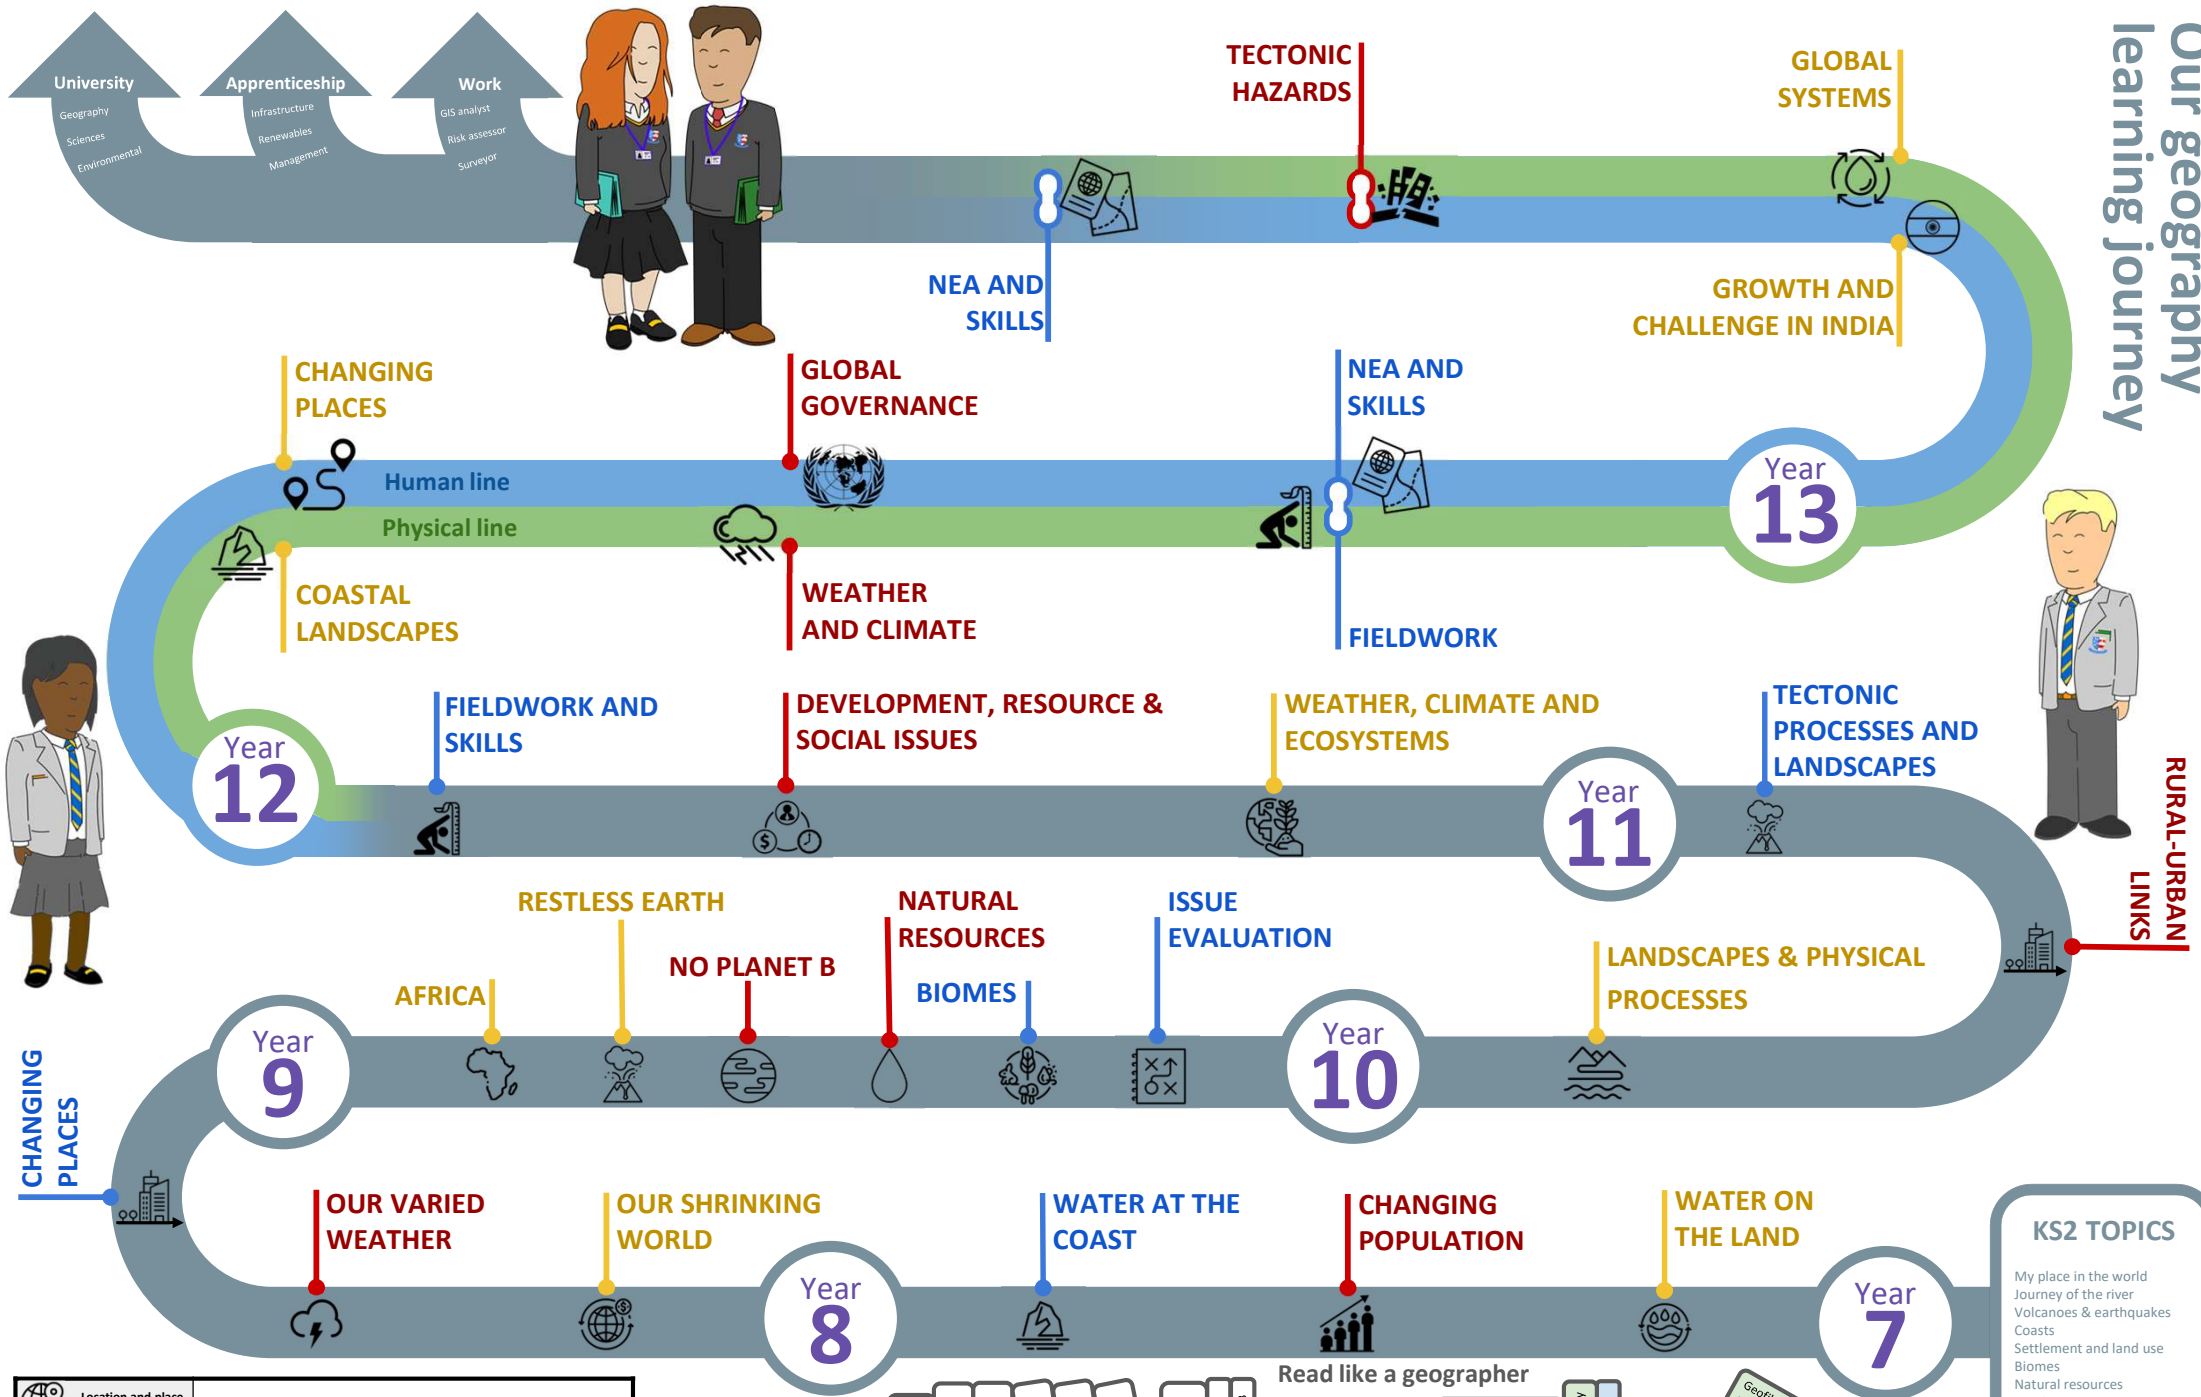 Our geography
learning journey
University
Geography
Sciences
Environmental
Apprenticeship
Infrastructure
Renewables
Management
Work
GIS analyst
Risk assessor
Surveyor
TECTONIC
HAZARDS
GLOBAL
SYSTEMS
NEA AND
SKILLS
GROWTH AND
CHALLENGE IN INDIA
CHANGING
PLACES
GLOBAL
GOVERNANCE
NEA AND
SKILLS
Human line
Physical line
Year
13
COASTAL
LANDSCAPES
WEATHER
AND CLIMATE
FIELDWORK
Year
12
FIELDWORK AND
SKILLS
DEVELOPMENT, RESOURCE &
SOCIAL ISSUES
WEATHER, CLIMATE AND
ECOSYSTEMS
Year
11
TECTONIC
PROCESSES AND
LANDSCAPES
RURAL-URBAN
LINKS
RESTLESS EARTH
NATURAL
RESOURCES
ISSUE
EVALUATION
NO PLANET B
AFRICA
BIOMES
LANDSCAPES & PHYSICAL
PROCESSES
Year
9
Year
10
CHANGING
PLACES
OUR VARIED
WEATHER
OUR SHRINKING
WORLD
WATER AT THE
COAST
CHANGING
POPULATION
WATER ON
THE LAND
Year
8
Year
7
KS2 TOPICS
My place in the world
Journey of the river
Volcanoes & earthquakes
Coasts
Settlement and land use
Biomes
Natural resources
Read like a geographer
Location and place